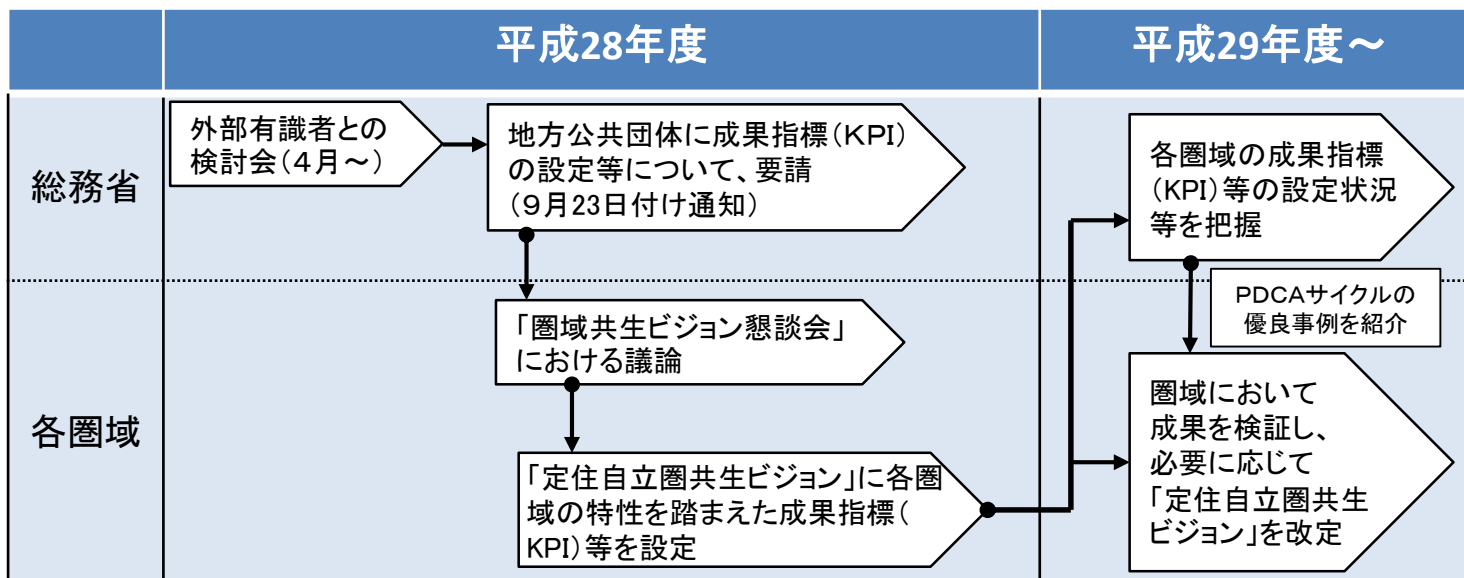 平成28年度
平成29年度～
総務省
外部有識者との
検討会（４月～）
地方公共団体に成果指標（ＫＰＩ）
の設定等について、要請
（９月23日付け通知）
各圏域の成果指標
（KPI）等の設定状況
等を把握
PDCAサイクルの
優良事例を紹介
各圏域
「圏域共生ビジョン懇談会」
における議論
「定住自立圏共生ビジョン」に各圏
域の特性を踏まえた成果指標（
KPI）等を設定
圏域において
成果を検証し、
必要に応じて
「定住自立圏共生
ビジョン」を改定